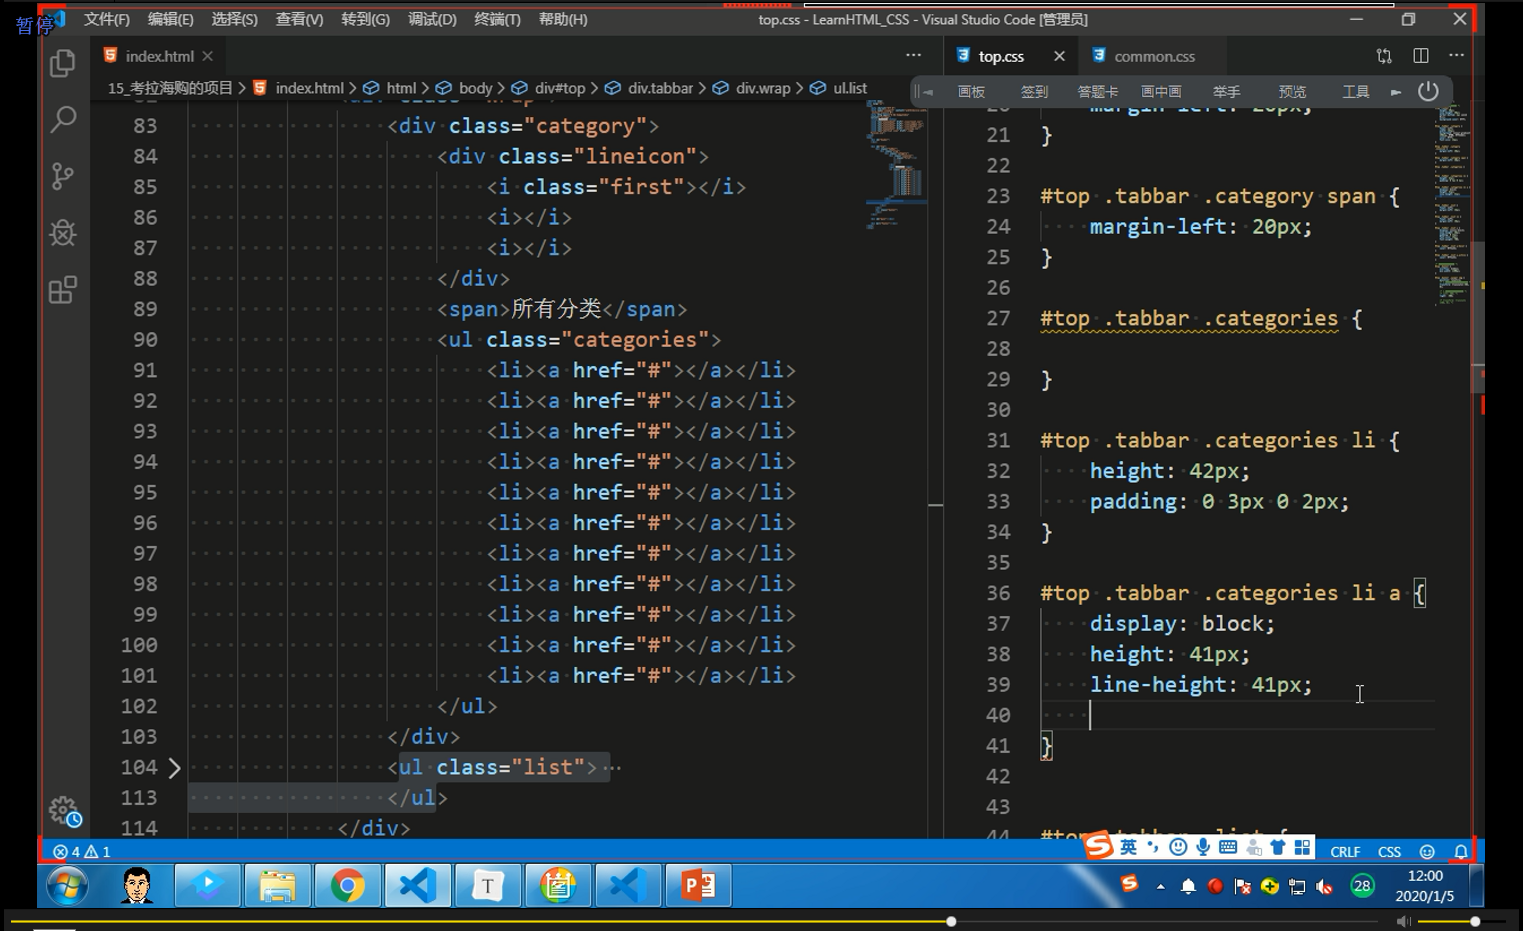 暂停
文件(F) 编辑(E) 选择(S) 查看(V) 转到(G) 调试(D) 终端(T) 帮助(H)
top.css - LearnHTML_CSS - Visual Studio Code [管理员]
index.html
top.css
common.css
15_考拉海购的项目 > index.html > html > body > div#top > div.tabbar > div.wrap > ul.list
画板 签到 答题卡 画中画 举手 预览 工具
83 <div class="category">
84 <div class="lineicon">
85 <i class="first"></i>
86 <i></i>
87 <i></i>
88 </div>
89 <span>所有分类</span>
90 <ul class="categories">
91 <li><a href="#"></a></li>
92 <li><a href="#"></a></li>
93 <li><a href="#"></a></li>
94 <li><a href="#"></a></li>
95 <li><a href="#"></a></li>
96 <li><a href="#"></a></li>
97 <li><a href="#"></a></li>
98 <li><a href="#"></a></li>
99 <li><a href="#"></a></li>
100 <li><a href="#"></a></li>
101 <li><a href="#"></a></li>
102 </ul>
103 </div>
104 <ul class="list"> ...
113 </ul>
114 </div>
margin-left: 20px;
21 }
22
23 #top .tabbar .category span {
24 margin-left: 20px;
25 }
26
27 #top .tabbar .categories {
28
29 }
30
31 #top .tabbar .categories li {
32 height: 42px;
33 padding: 0 3px 0 2px;
34 }
35
36 #top .tabbar .categories li a {
37 display: block;
38 height: 41px;
39 line-height: 41px;
40
41 }
42
43
44 #top .tabbar .list {
4 1
英
CRLF CSS
28
12:00
2020/1/5